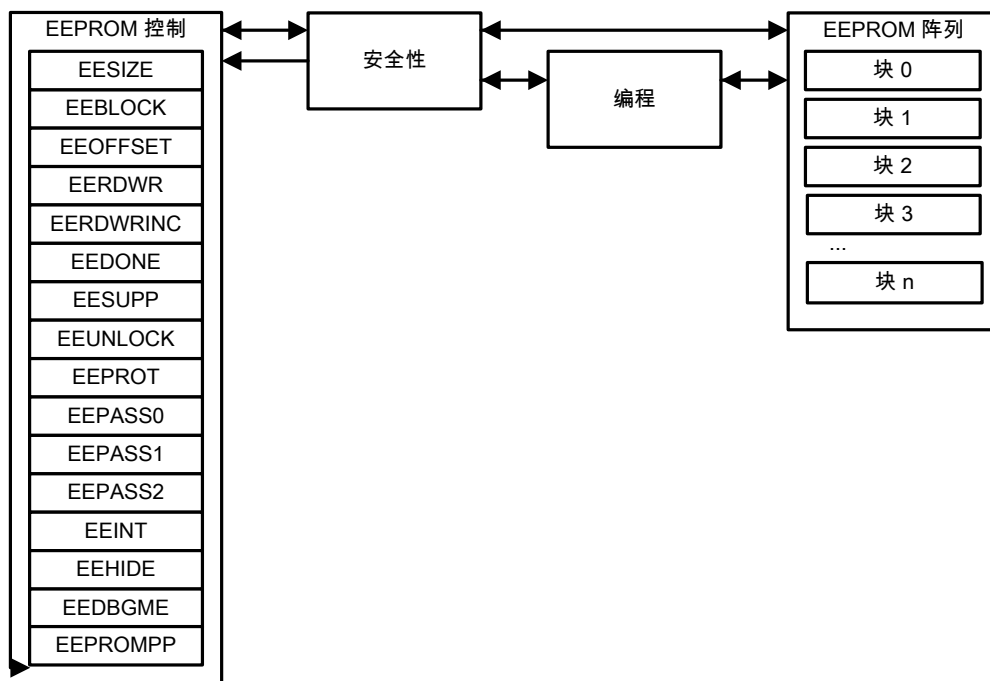 EEPROM 控制
EESIZE
EEBLOCK
EEOFFSET
EERDWR
EERDWRINC
EEDONE
EESUPP
EEUNLOCK
EEPROT
EEPASS0
EEPASS1
EEPASS2
EEINT
EEHIDE
EEDBGME
EEPROMPP
安全性
编程
EEPROM 阵列
块 0
块 1
块 2
块 3
...
块 n